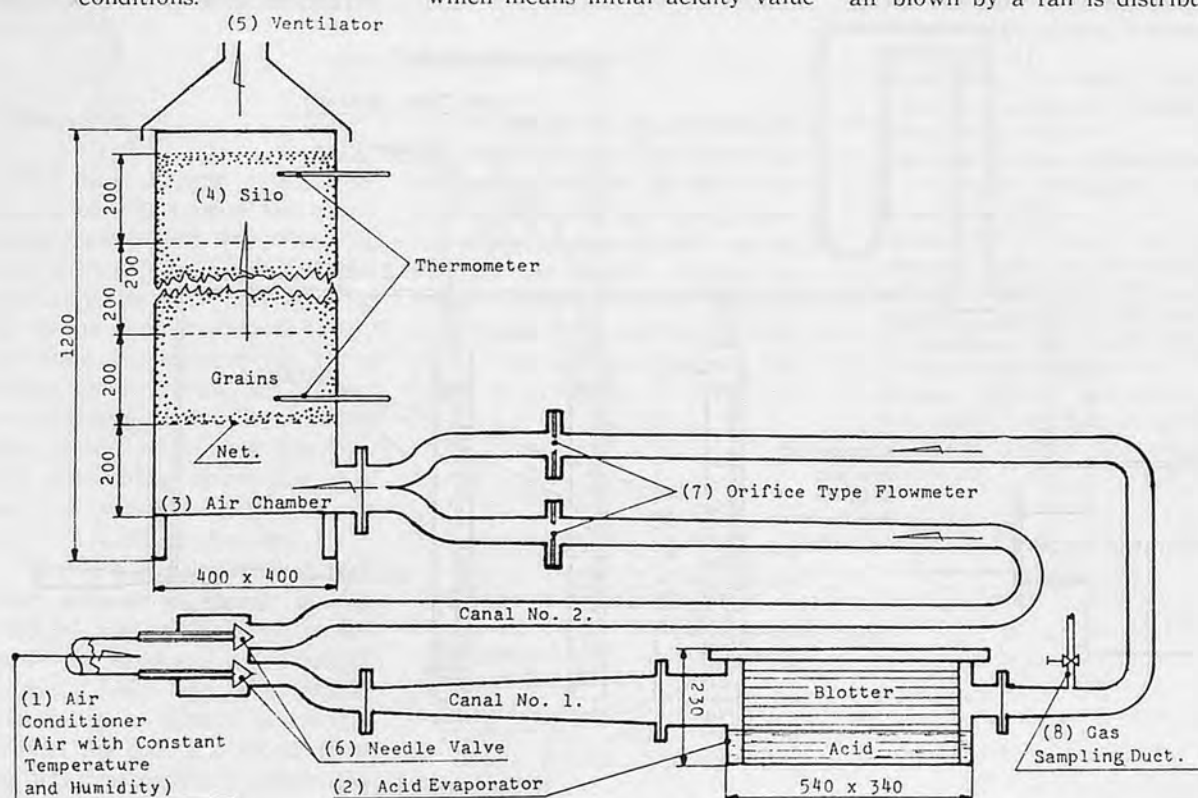 conditions.
which means initial acidity value
air blown by a fan is distribu
(5) Ventilator
(4) Silo
200
200
Thermometer
200
1200
200
Grains
Net.
200
(3) Air Chamber
(7) Orifice Type Flowmeter
400 x 400
Canal No. 2.
(1) Air
Conditioner
(Air with Constant
Temperature
and Humidity)
(6) Needle Valve
Canal No. 1.
230
Blotter
Acid
(2) Acid Evaporator
540 x 340
(8) Gas
Sampling Duct.